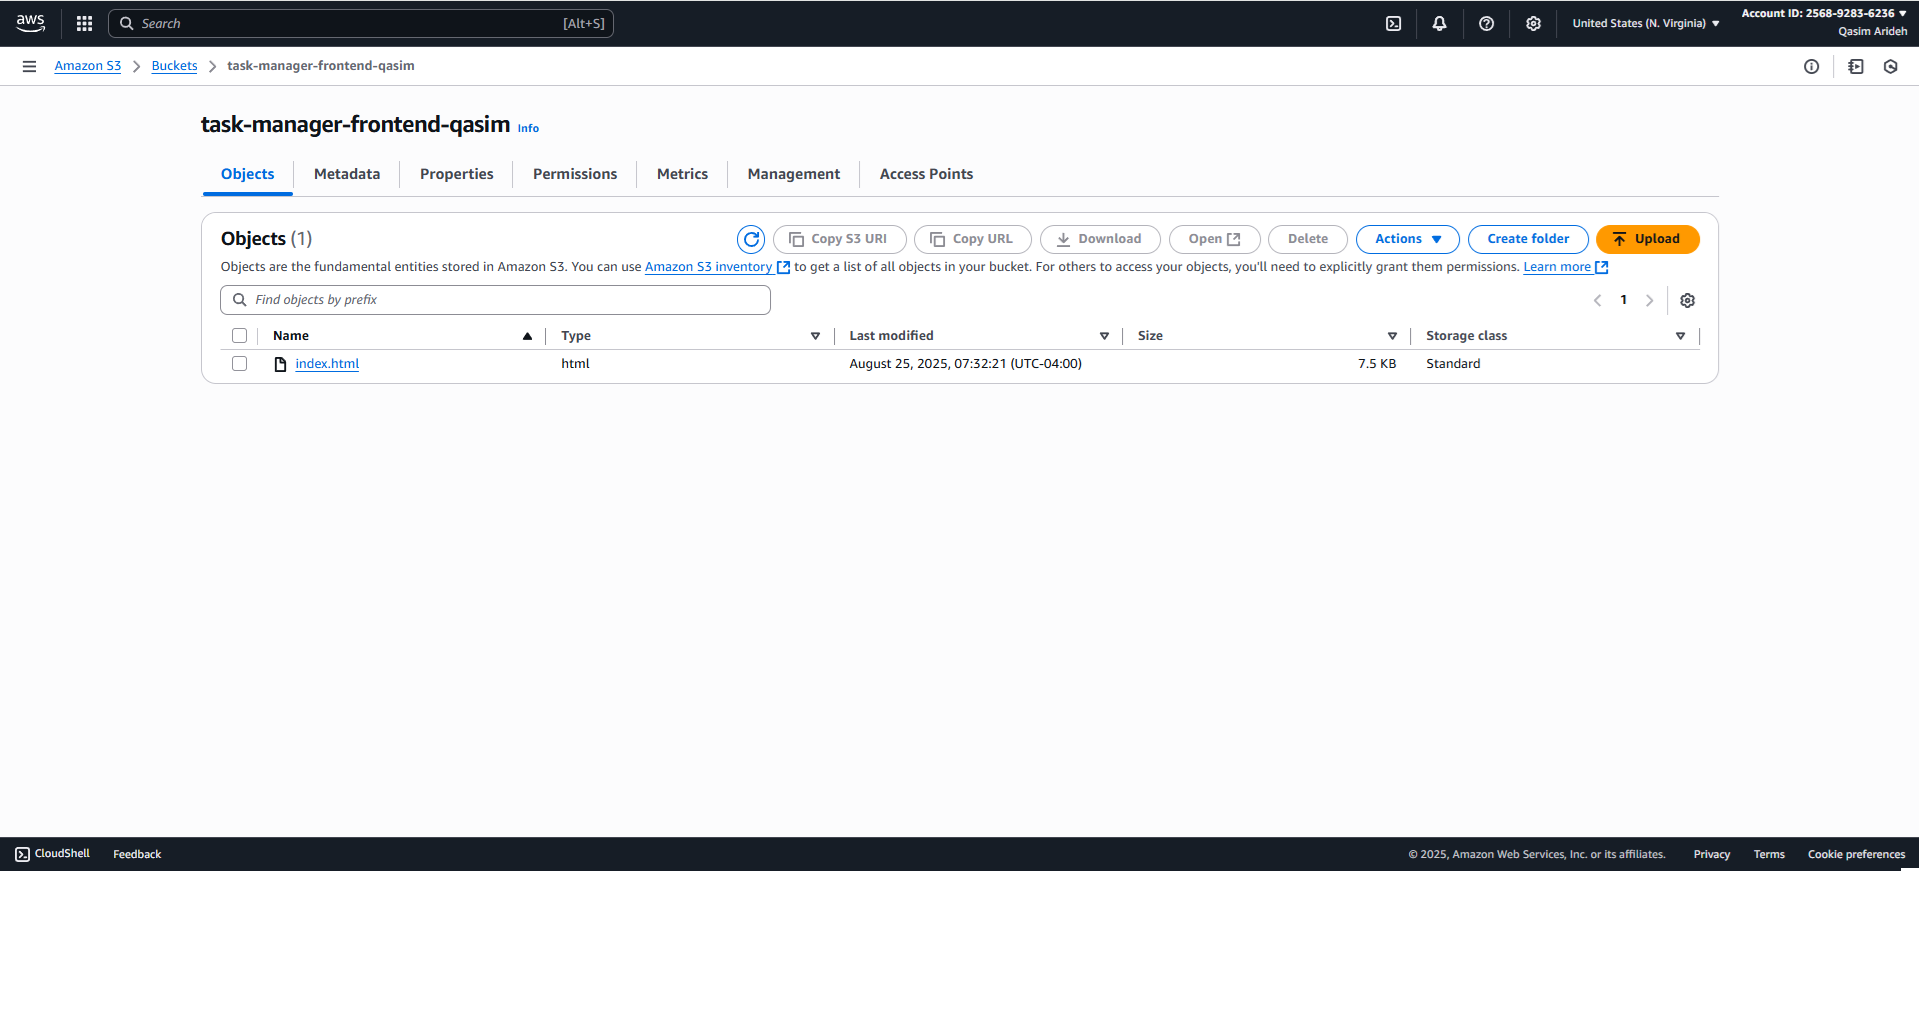 aws Search [Alt+S] United States (N. Virginia) Account ID: 2568-9283-6236
Qasim Arideh
Amazon S3 Buckets task-manager-frontend-qasim
task-manager-frontend-qasim Info
Objects Metadata Properties Permissions Metrics Management Access Points
Objects (1) Copy S3 URI Copy URL Download Open Delete Actions Create folder Upload
Objects are the fundamental entities stored in Amazon S3. You can use Amazon S3 inventory to get a list of all objects in your bucket. For others to access your objects, you'll need to explicitly grant them permissions. Learn more
Find objects by prefix 1
Name Type Last modified Size Storage class
index.html html August 25, 2025, 07:32:21 (UTC-04:00) 7.5 KB Standard
CloudShell Feedback © 2025, Amazon Web Services, Inc. or its affiliates. Privacy Terms Cookie preferences